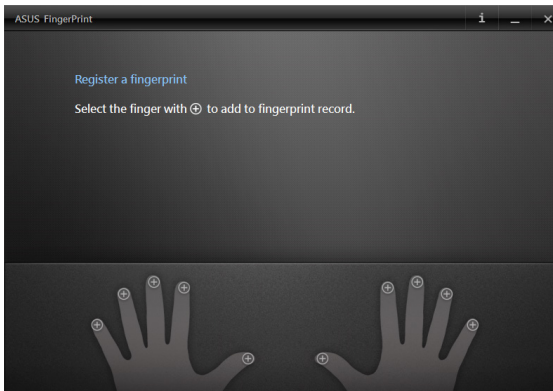 ASUS FingerPrint
Register a fingerprint
Select the finger with ⊕ to add to fingerprint record.